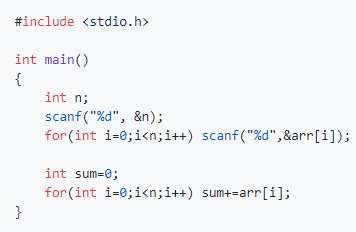 #include <stdio.h>
int main()
{
    int n;
    scanf("%d", &n);
    for(int i=0;i<n;i++) scanf("%d",&arr[i]);
    int sum=0;
    for(int i=0;i<n;i++) sum+=arr[i];
}